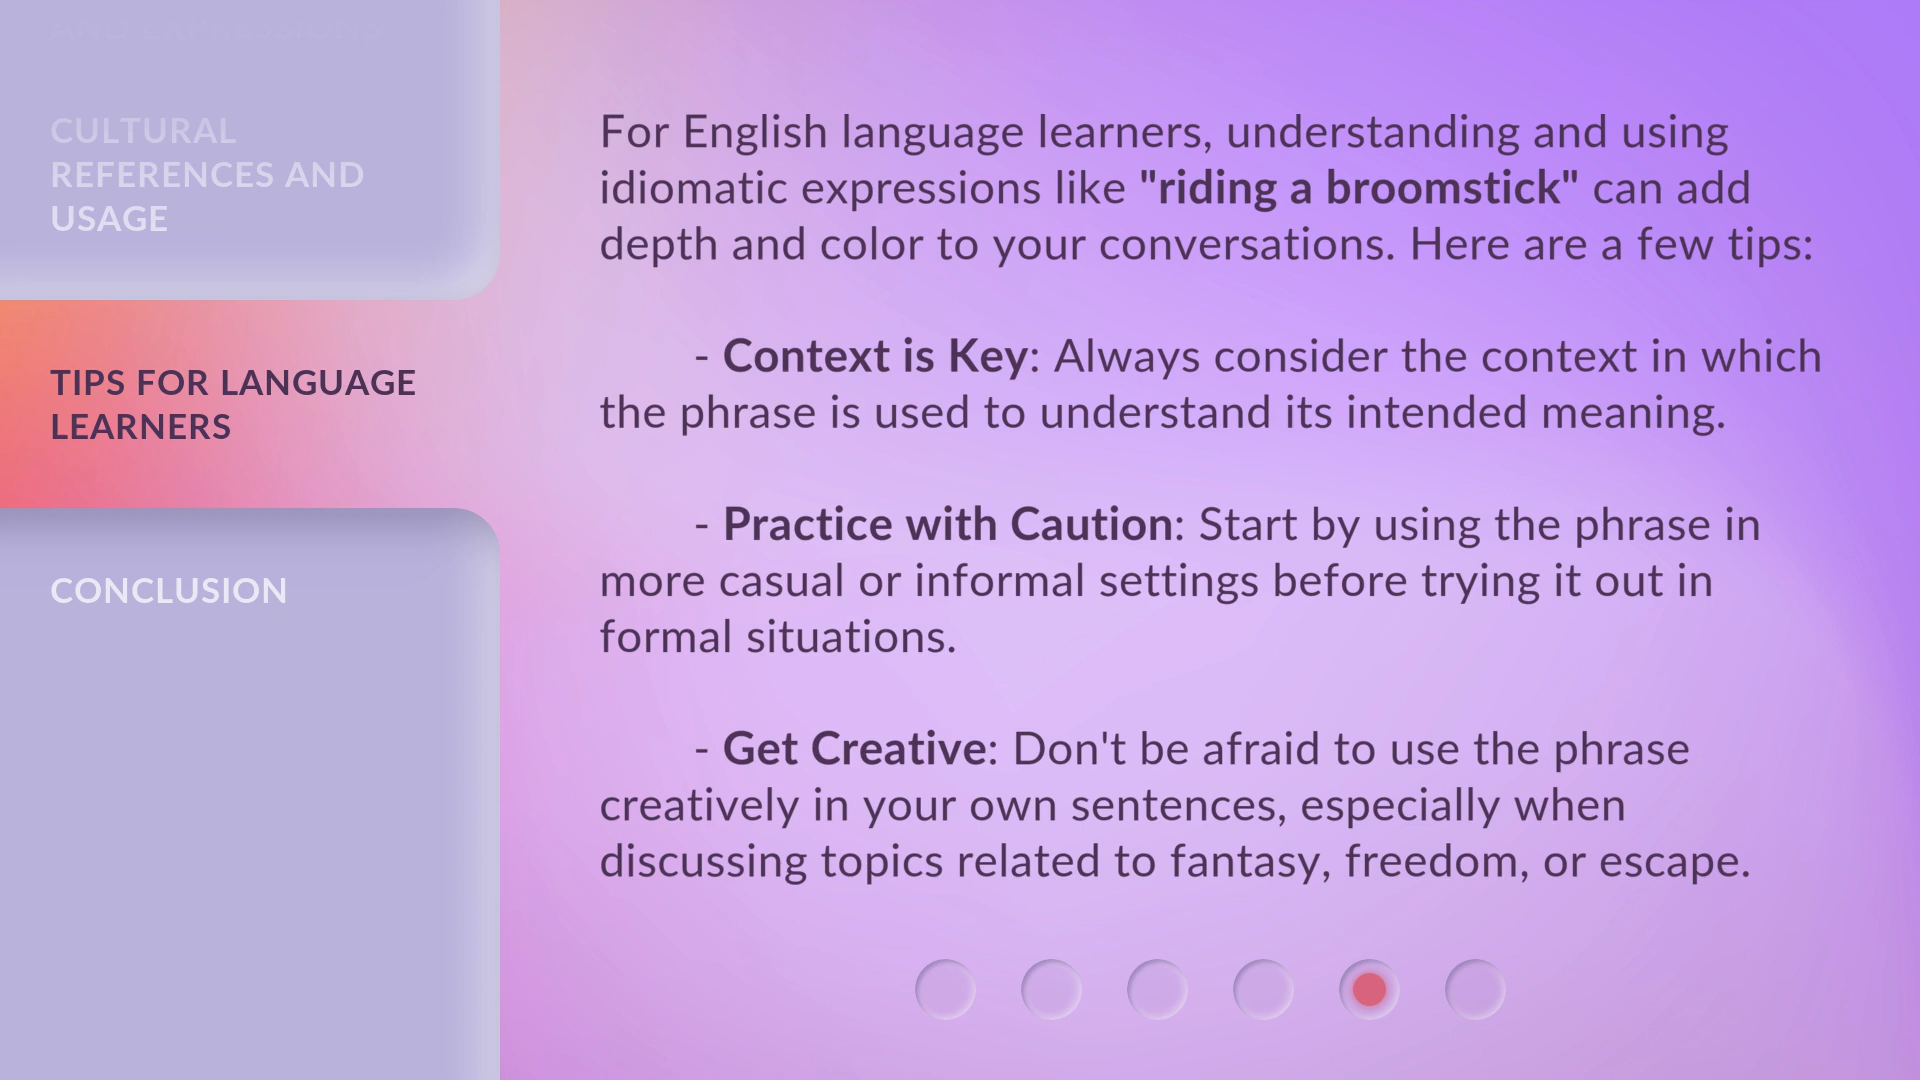 AND EXPRESSIONS
CULTURAL
REFERENCES AND
USAGE
TIPS FOR LANGUAGE
LEARNERS
CONCLUSION
For English language learners, understanding and using
idiomatic expressions like "riding a broomstick" can add
depth and color to your conversations. Here are a few tips:
- Context is Key: Always consider the context in which
the phrase is used to understand its intended meaning.
- Practice with Caution: Start by using the phrase in
more casual or informal settings before trying it out in
formal situations.
- Get Creative: Don't be afraid to use the phrase
creatively in your own sentences, especially when
discussing topics related to fantasy, freedom, or escape.